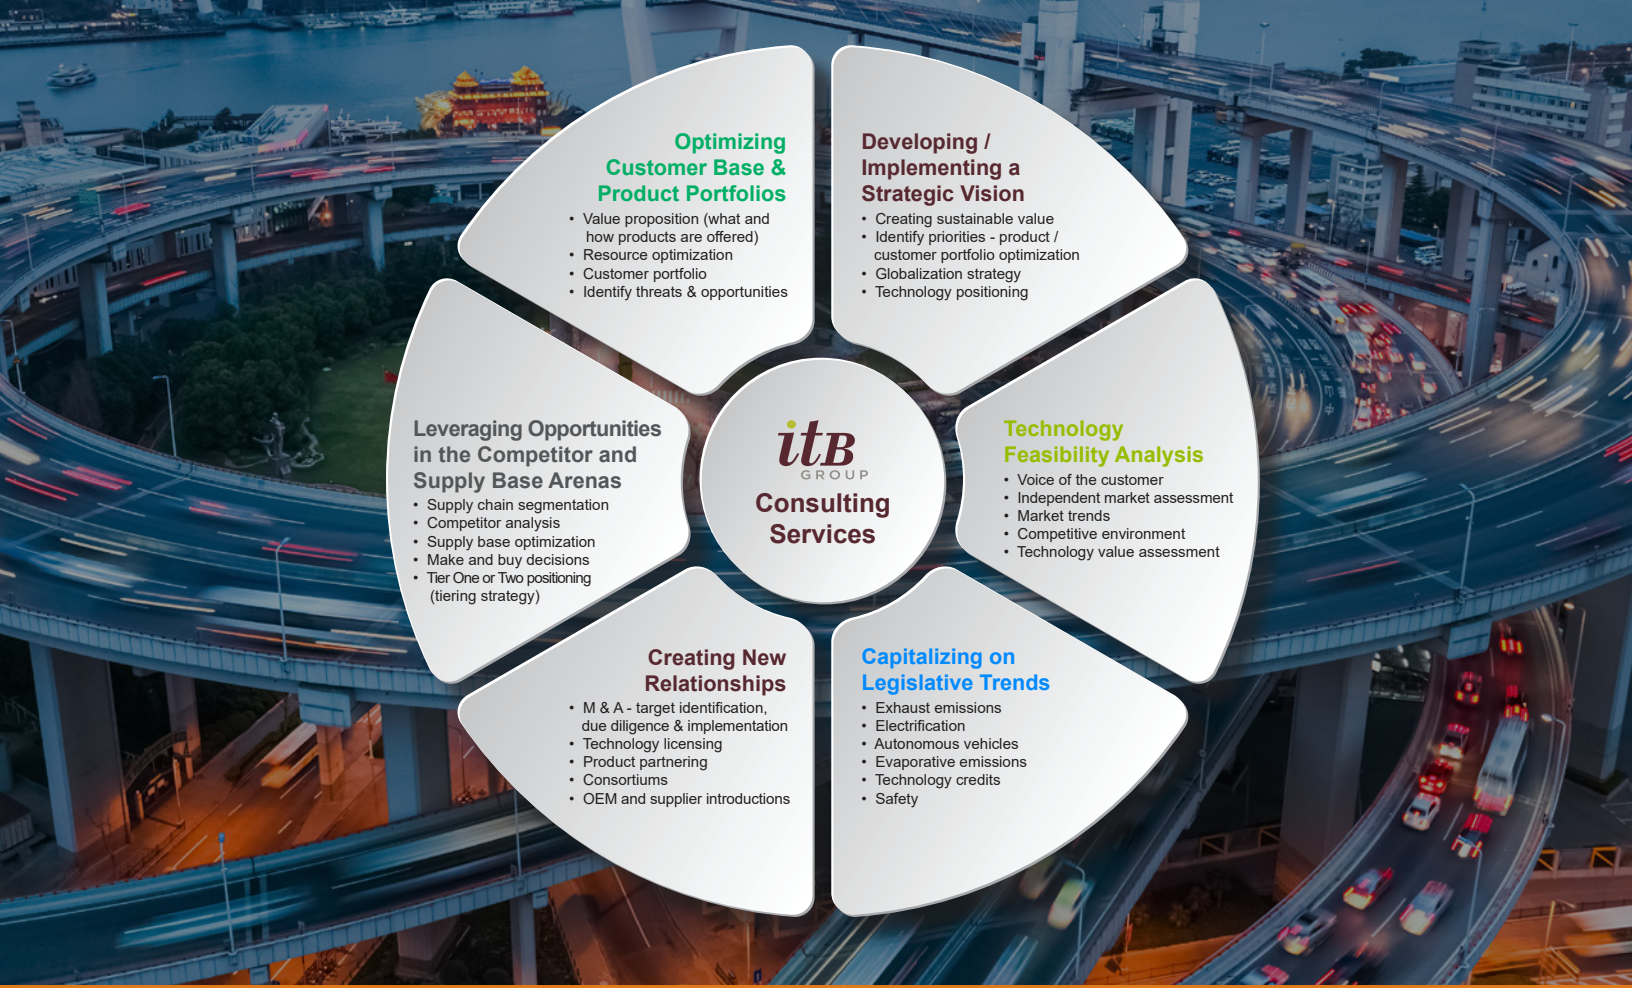 Optimizing
Customer Base &
Product Portfolios
• Value proposition (what and
how products are offered)
• Resource optimization
• Customer portfolio
• Identify threats & opportunities
Developing /
Implementing a
Strategic Vision
• Creating sustainable value
• Identify priorities - product /
customer portfolio optimization
• Globalization strategy
• Technology positioning
Leveraging Opportunities
in the Competitor and
Supply Base Arenas
• Supply chain segmentation
• Competitor analysis
• Supply base optimization
• Make and buy decisions
• Tier One or Two positioning
(tiering strategy)
itB
GROUP
Consulting
Services
Technology
Feasibility Analysis
• Voice of the customer
• Independent market assessment
• Market trends
• Competitive environment
• Technology value assessment
Creating New
Relationships
• M & A - target identification,
due diligence & implementation
• Technology licensing
• Product partnering
• Consortiums
• OEM and supplier introductions
Capitalizing on
Legislative Trends
• Exhaust emissions
• Electrification
• Autonomous vehicles
• Evaporative emissions
• Technology credits
• Safety